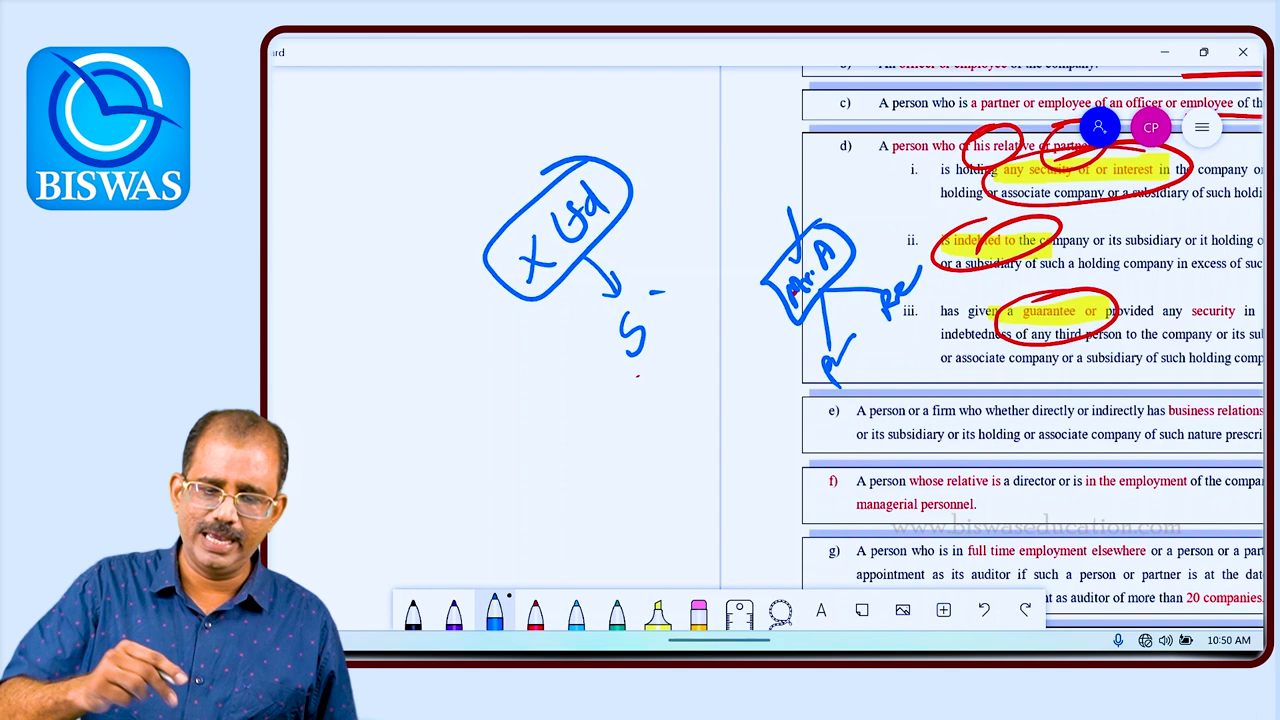 BISWAS
ard
b) An officer or employee of the company.
c) A person who is a partner or employee of an officer or employee of th
CP
d) A person who or his relative or partner
i. is holding any security of or interest in the company or
holding or associate company or a subsidiary of such holdi
ii. is indebted to the company or its subsidiary or it holding o
or a subsidiary of such a holding company in excess of suc
iii. has given a guarantee or provided any security in
indebtedness of any third person to the company or its su
or associate company or a subsidiary of such holding comp
X Ltd
S
Mr. A
e) A person or a firm who whether directly or indirectly has business relations
or its subsidiary or its holding or associate company of such nature prescri
f) A person whose relative is a director or is in the employment of the compa
managerial personnel.
www.biswaseducation.com
g) A person who is in full time employment elsewhere or a person or a part
appointment as its auditor if such a person or partner is at the dat
nt as auditor of more than 20 companies.
A
10:50 AM